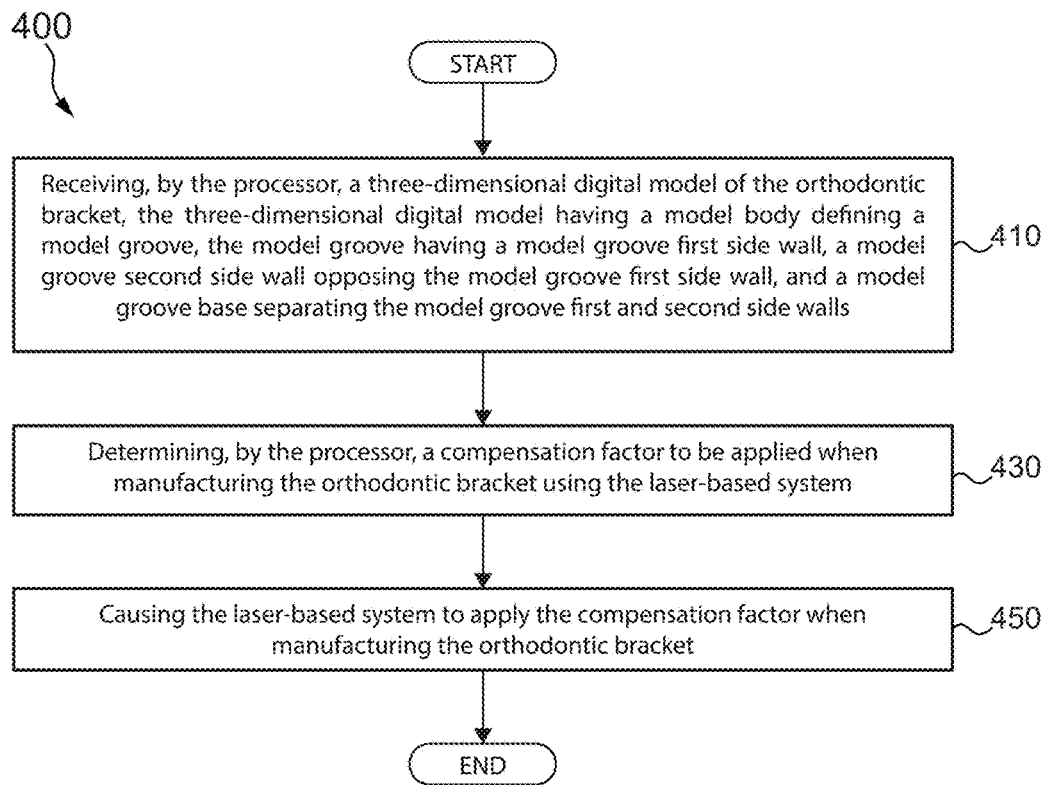 400
START
Receiving, by the processor, a three-dimensional digital model of the orthodontic
bracket, the three-dimensional digital model having a model body defining a
model groove, the model groove having a model groove first side wall, a model
groove second side wall opposing the model groove first side wall, and a model
groove base separating the model groove first and second side walls
410
Determining, by the processor, a compensation factor to be applied when
manufacturing the orthodontic bracket using the laser-based system
430
Causing the laser-based system to apply the compensation factor when
manufacturing the orthodontic bracket
450
END